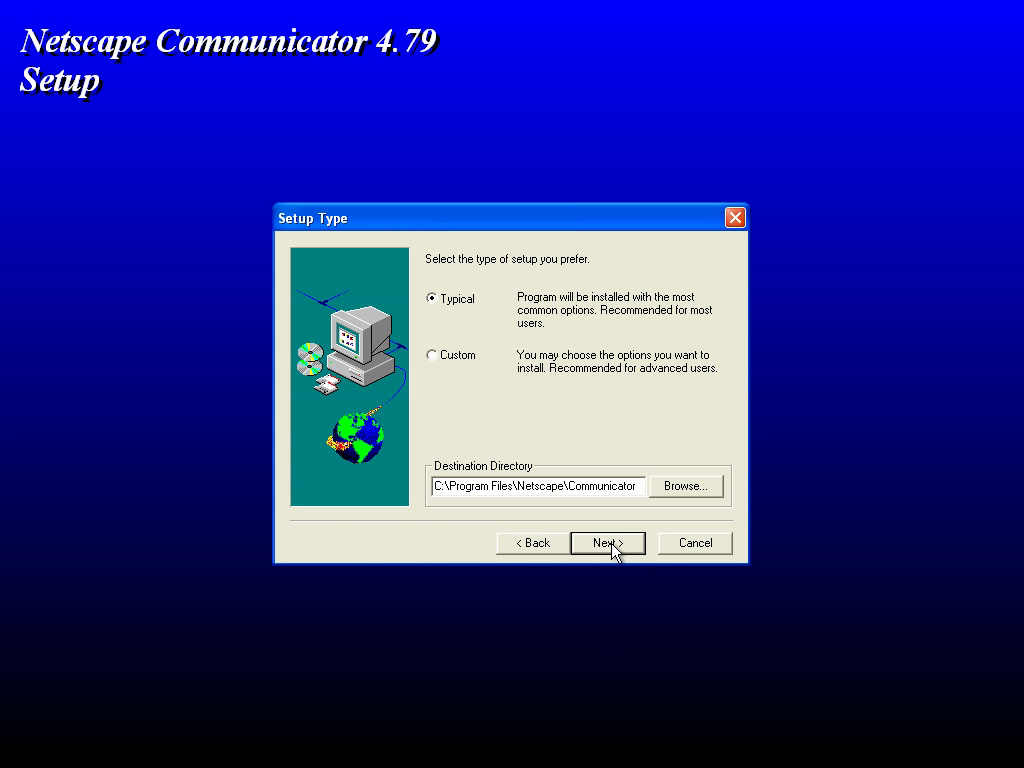 Netscape Communicator 4.79
Setup
Setup Type
Select the type of setup you prefer.
Typical
Program will be installed with the most
common options. Recommended for most
users.
Custom
You may choose the options you want to
install. Recommended for advanced users.
Destination Directory
C:\Program Files\Netscape\Communicator
Browse...
< Back
Next >
Cancel